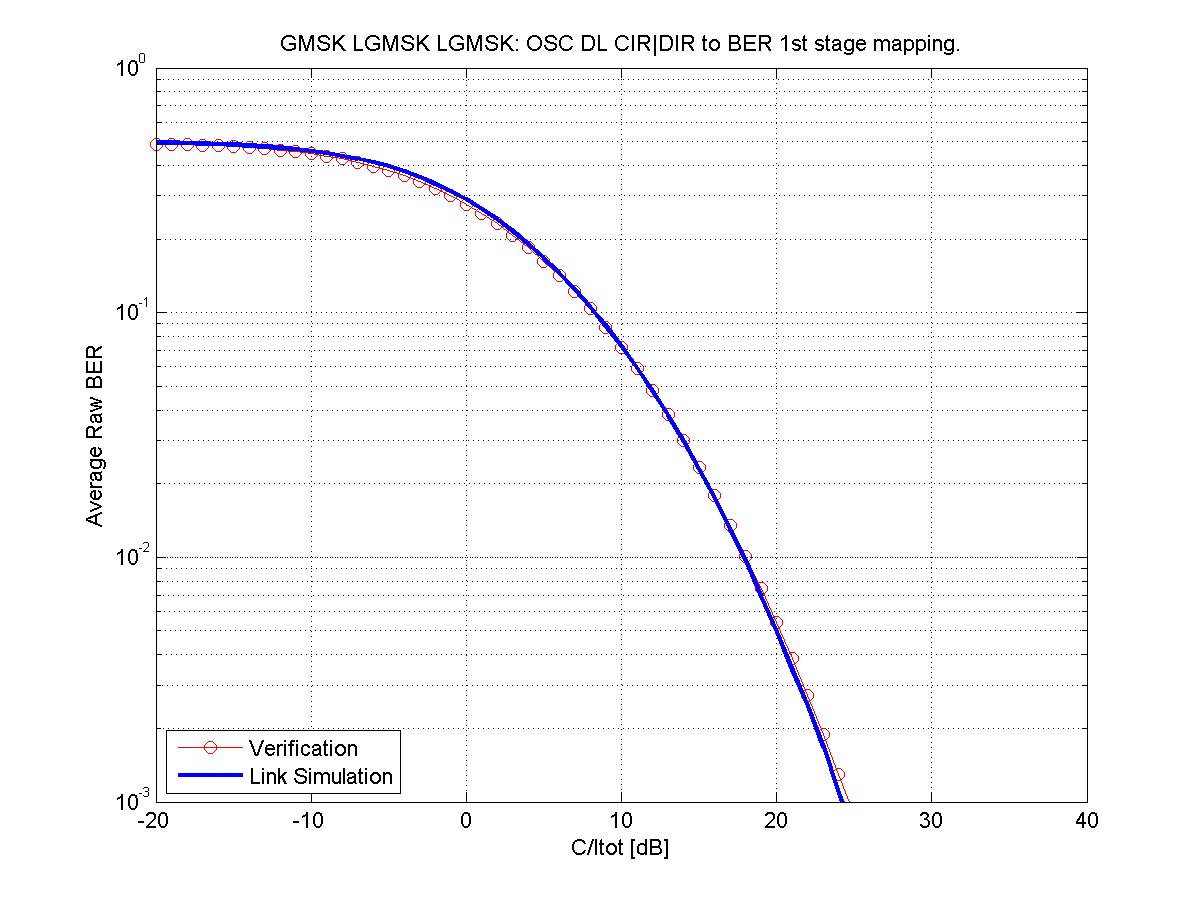 GMSK LGMSK LGMSK: OSC DL CIR|DIR to BER 1st stage mapping.
10^0
10^-1
10^-2
10^-3
Average Raw BER
Verification
Link Simulation
-20 -10 0 10 20 30 40
C/Itot [dB]